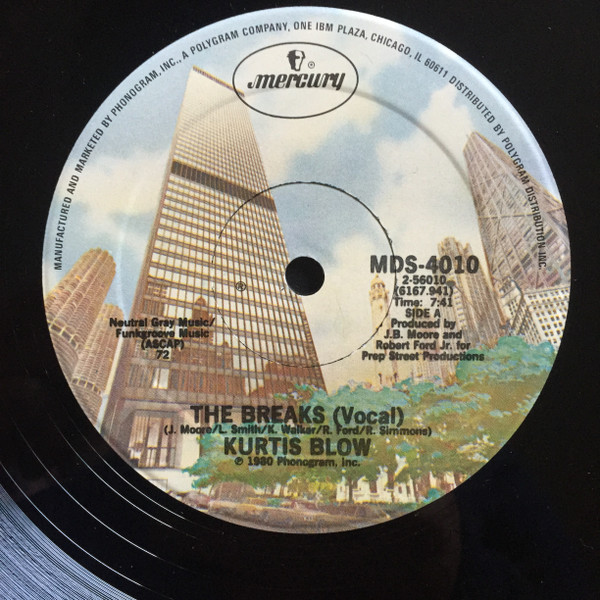 MANUFACTURED AND MARKETED BY PHONOGRAM, INC., A POLYGRAM COMPANY, ONE IBM PLAZA, CHICAGO, IL 60611 DISTRIBUTED BY POLYGRAM DISTRIBUTION INC.
mercury ®
®
MDS-4010
2-56010
(6167.941)
Time: 7:41
SIDE A
Produced by
J.B. Moore and
Robert Ford Jr. for
Prep Street Productions
Neutral Gray Music/
Funkgroove Music
(ASCAP)
72
THE BREAKS (Vocal)
(J. Moore/L. Smith/K. Walker/R. Ford/R. Simmons)
KURTIS BLOW
℗ 1980 Phonogram, Inc.